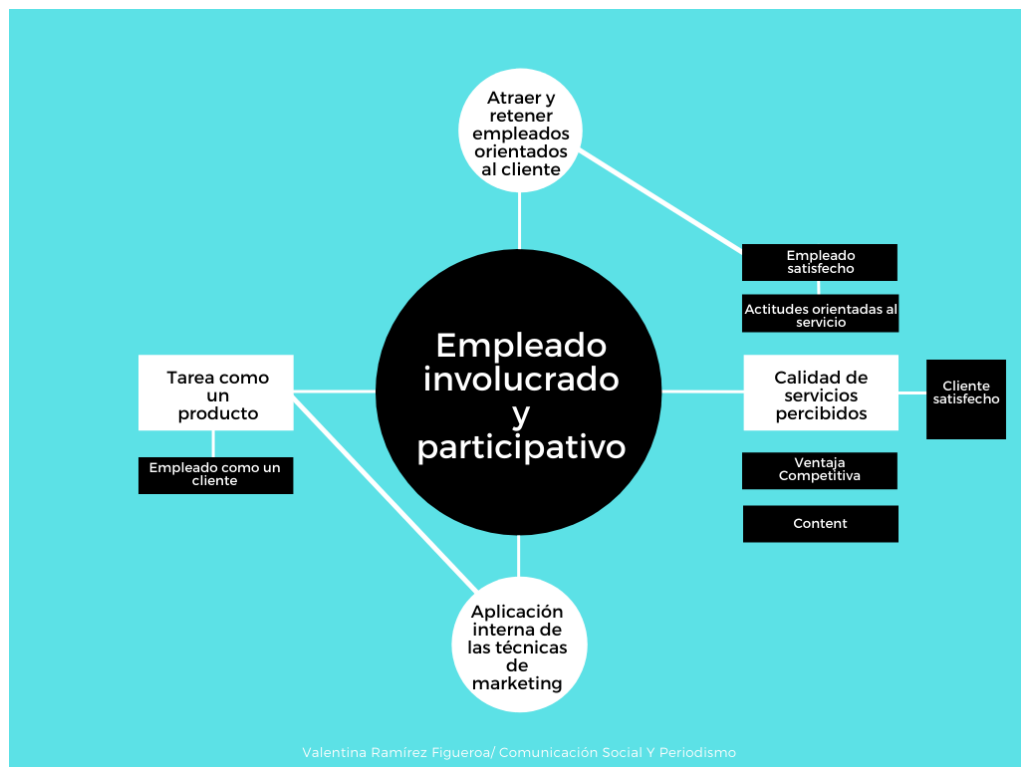 Atraer y
retener
empleados
orientados
al cliente
Empleado
satisfecho
Actitudes orientadas al
servicio
Empleado
involucrado
y
participativo
Tarea como
un
producto
Empleado como un
cliente
Calidad de
servicios
percibidos
Cliente
satisfecho
Ventaja
Competitiva
Content
Aplicación
interna de
las técnicas
de
marketing
Valentina Ramírez Figueroa/ Comunicación Social Y Periodismo